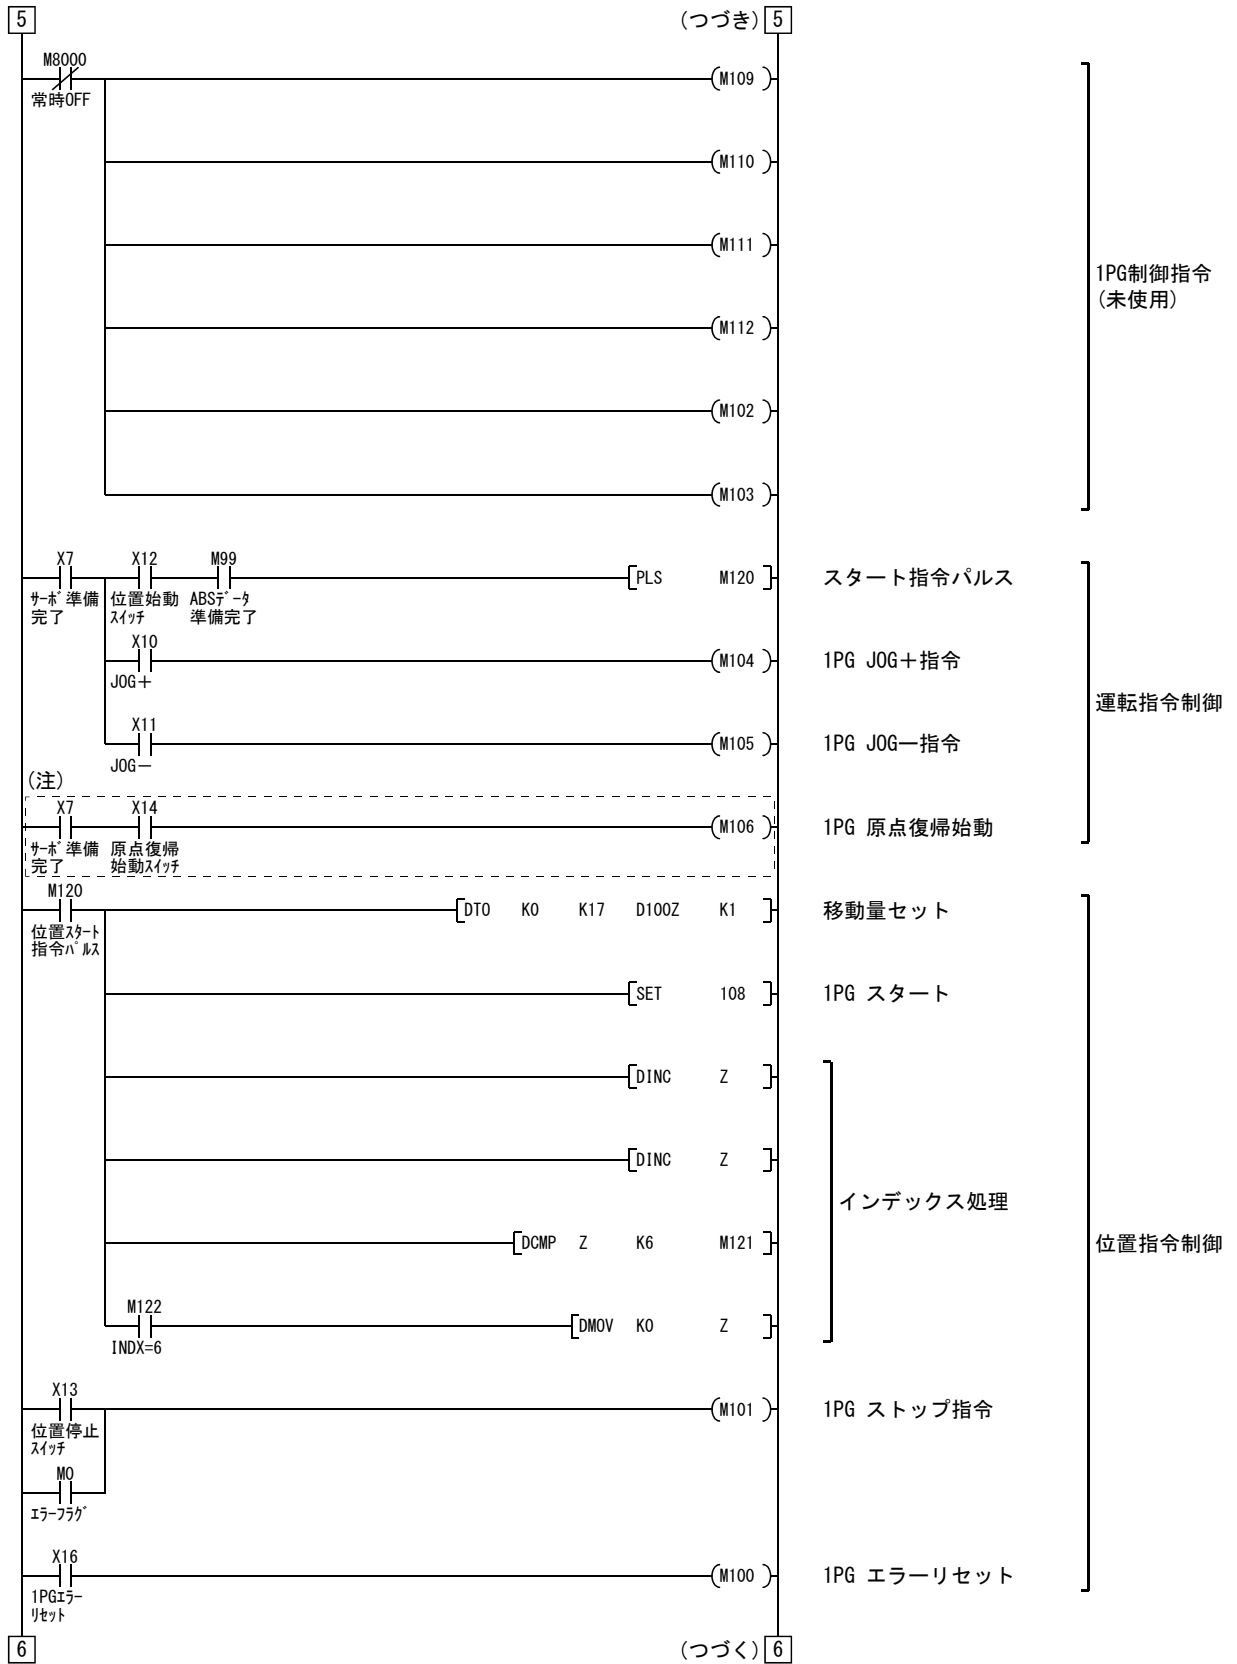 5 (つづき) 5
M8000
常時OFF
M109
M110
M111
1PG制御指令
(未使用)
M112
M102
M103
X7 X12 M99
PLS M120 スタート指令パルス
サーボ準備完了 位置始動スイッチ ABSデータ準備完了
X10
M104 1PG JOG+指令
JOG+
運転指令制御
X11
M105 1PG JOG−指令
JOG−
(注)
X7 X14
M106 1PG 原点復帰始動
サーボ準備完了 原点復帰始動スイッチ
M120
DTO K0 K17 D100Z K1 移動量セット
位置スタート指令パルス
SET 108 1PG スタート
DINC Z
DINC Z
インデックス処理
DCMP Z K6 M121 位置指令制御
M122
DMOV K0 Z
INDX=6
X13
M101 1PG ストップ指令
位置停止スイッチ
M0
エラーフラグ
X16
M100 1PG エラーリセット
1PGエラーリセット
6 (つづく) 6